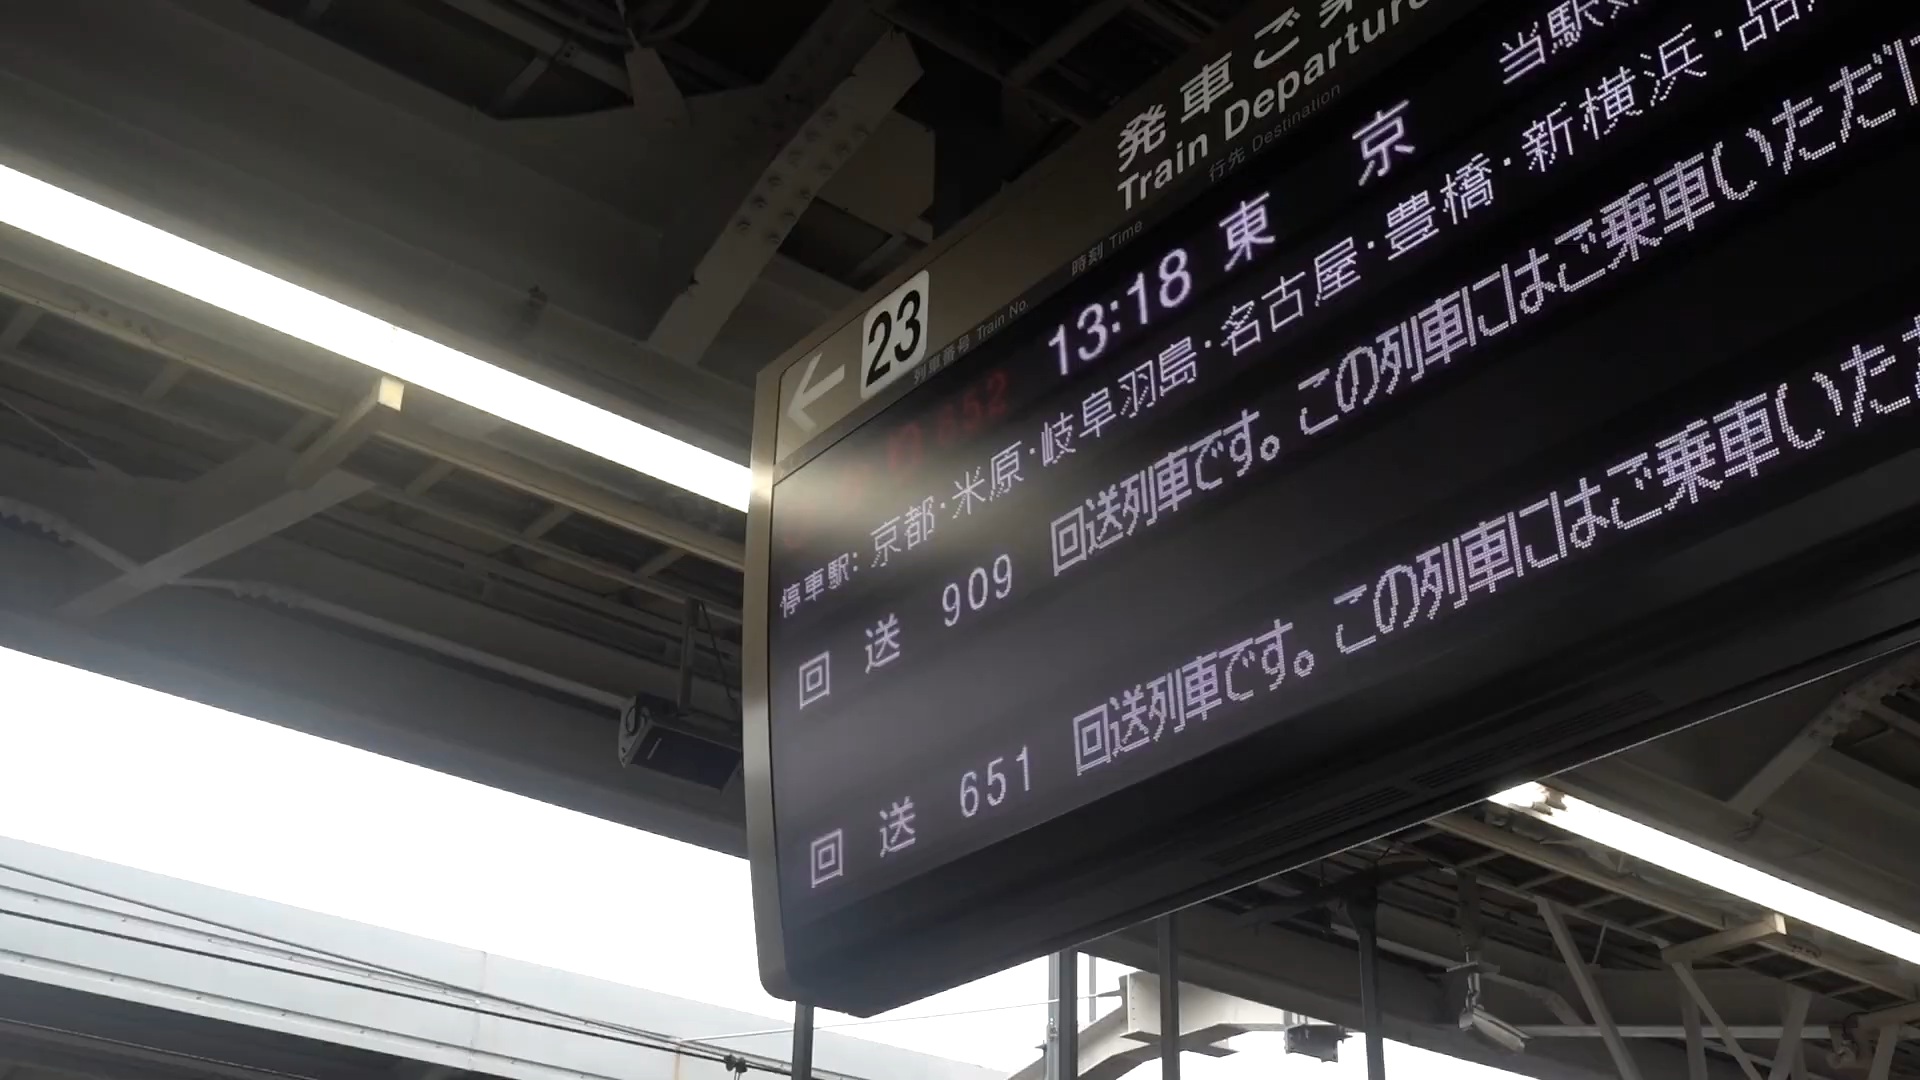 発車ご
Train Departure
行先 Destination
時刻 Time
列車番号 Train No.
← 23
652 13:18 東京 当駅
停車駅: 京都・米原・岐阜羽島・名古屋・豊橋・新横浜・品
回送 909 回送列車です。この列車にはご乗車いただけ
回送 651 回送列車です。この列車にはご乗車いた